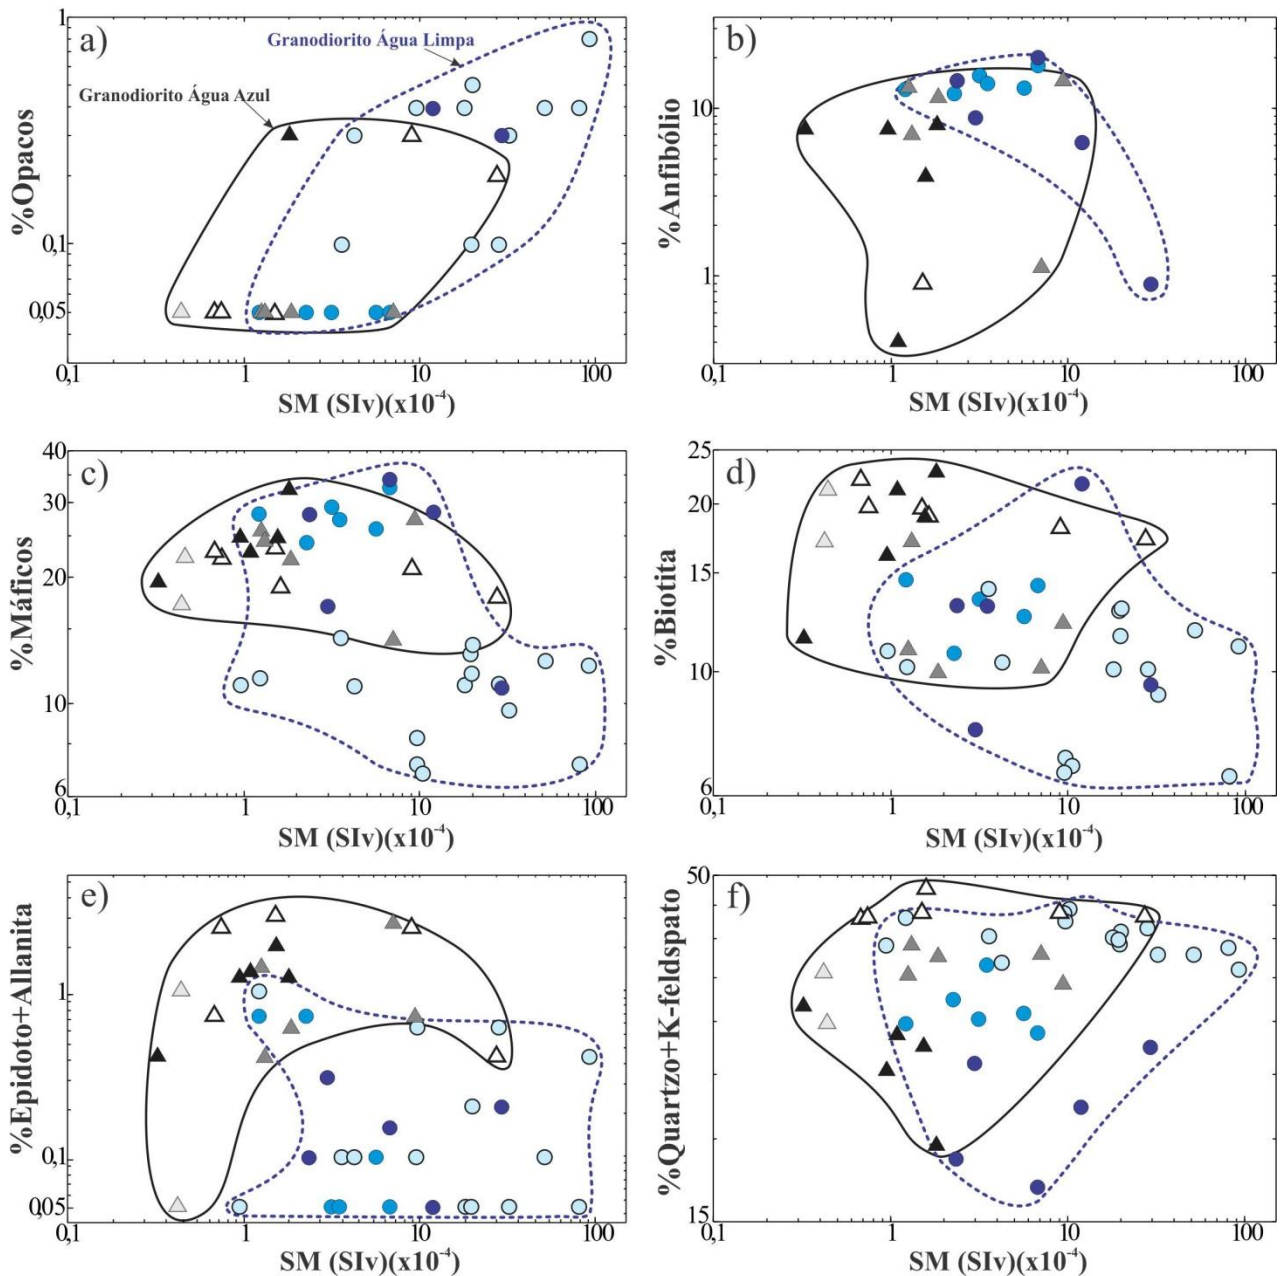 a)
Granodiorito Água Limpa
Granodiorito Água Azul
%Opacos
1
0,1
0,05
0,1 1 10 100
SM (SIv)(x10⁻⁴)
b)
%Anfibólio
10
1
0,1 1 10 100
SM (SIv)(x10⁻⁴)
c)
%Máficos
40
30
20
10
6
0,1 1 10 100
SM (SIv)(x10⁻⁴)
d)
%Biotita
25
20
15
10
6
0,1 1 10 100
SM (SIv)(x10⁻⁴)
e)
%Epidoto+Allanita
1
0,1
0,05
0,1 1 10 100
SM (SIv)(x10⁻⁴)
f)
%Quartzo+K-feldspato
50
15
0,1 1 10 100
SM (SIv)(x10⁻⁴)